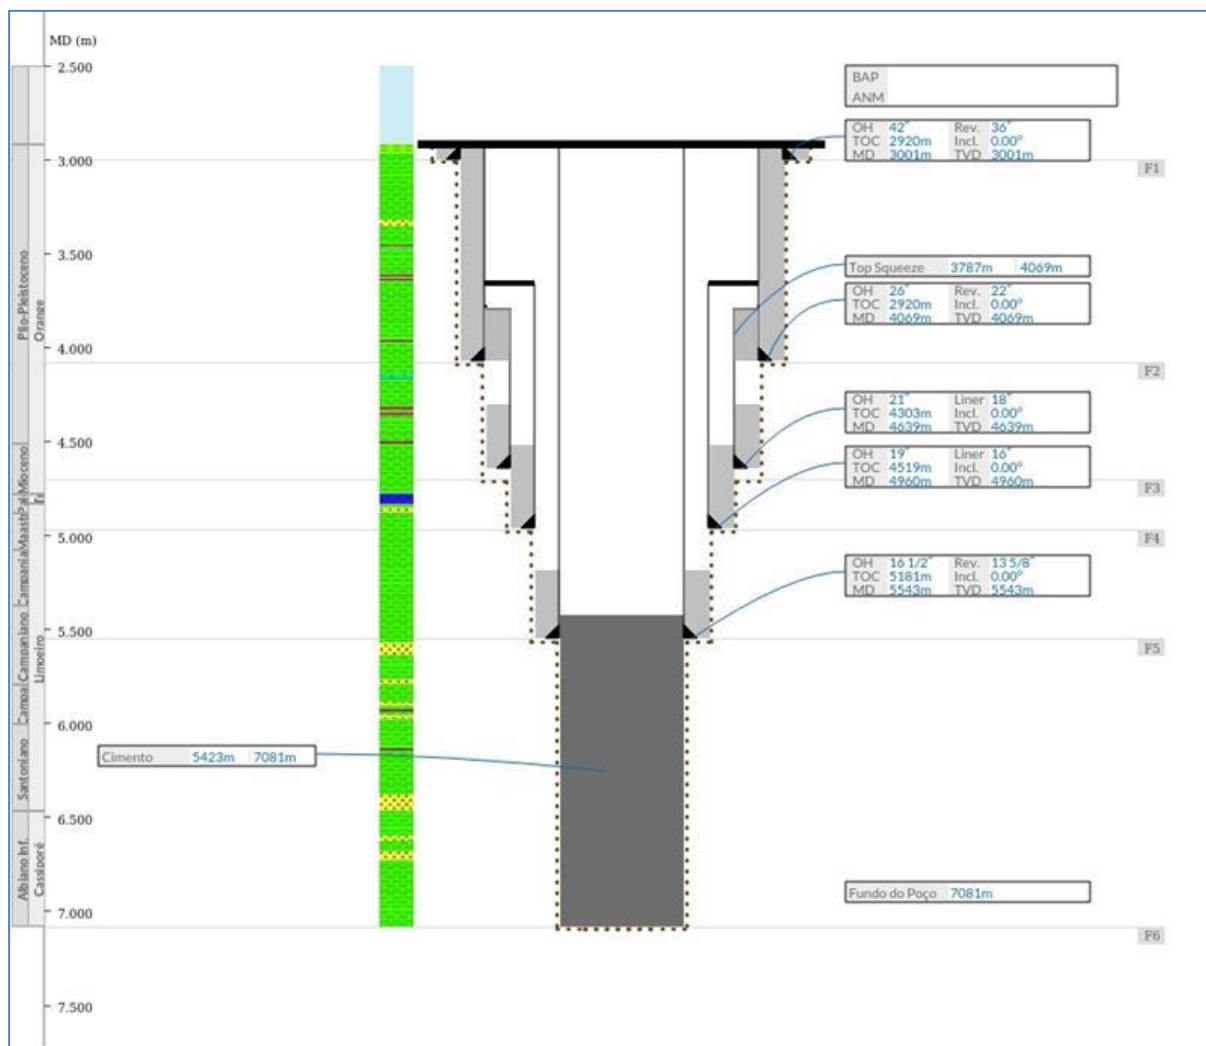 MD (m)
2.500
3.000
3.500
4.000
4.500
5.000
5.500
6.000
6.500
7.000
7.500
Plio-Pleistoceno
Mioceno
Pal
Maasti
Campania
Campaniano
Campa
Santoniano
Albiano Inf.
Orange
Limoeiro
Cassiporé
BAP
ANM
OH 42" Rev. 36"
TOC 2920m Incl. 0.00°
MD 3001m TVD 3001m
F1
Top Squeeze 3787m 4069m
OH 26" Rev. 22"
TOC 2920m Incl. 0.00°
MD 4069m TVD 4069m
F2
OH 21" Liner 18"
TOC 4303m Incl. 0.00°
MD 4639m TVD 4639m
OH 19" Liner 16"
TOC 4519m Incl. 0.00°
MD 4960m TVD 4960m
F3
F4
OH 16 1/2" Rev. 13 5/8"
TOC 5181m Incl. 0.00°
MD 5543m TVD 5543m
F5
Cimento 5423m 7081m
Fundo do Poço 7081m
F6